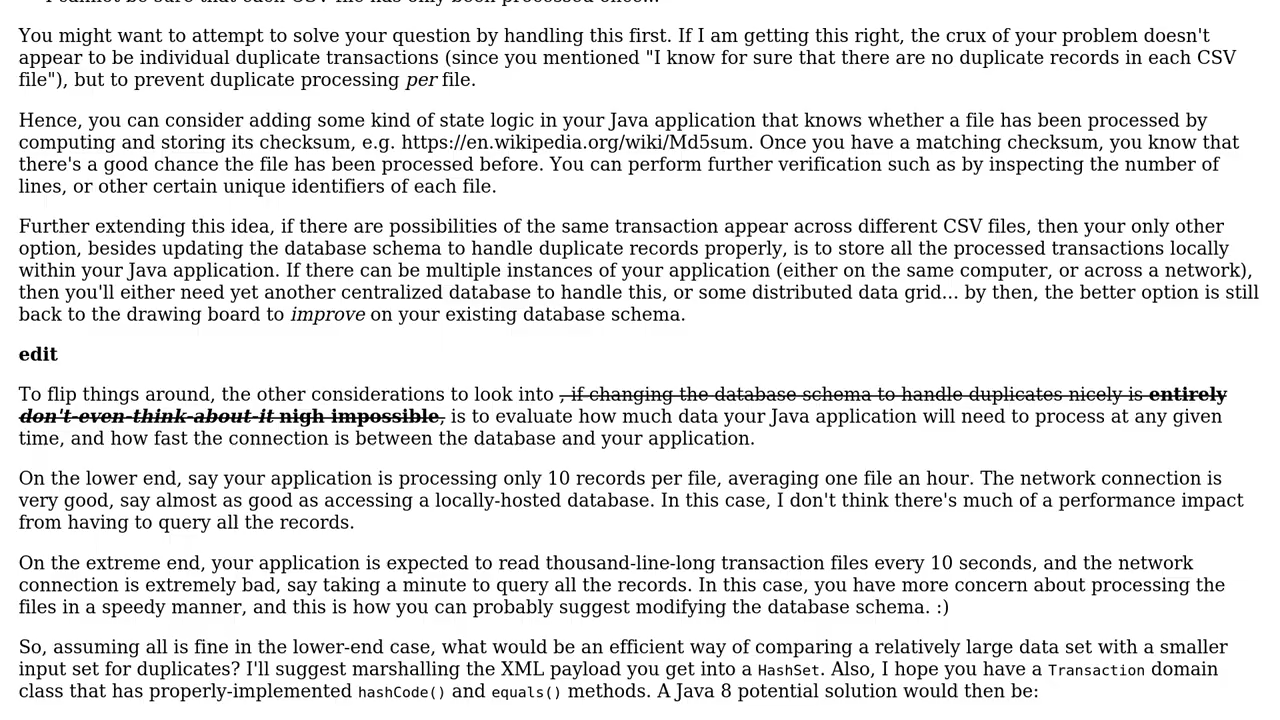 You might want to attempt to solve your question by handling this first. If I am getting this right, the crux of your problem doesn't
appear to be individual duplicate transactions (since you mentioned "I know for sure that there are no duplicate records in each CSV
file"), but to prevent duplicate processing per file.
Hence, you can consider adding some kind of state logic in your Java application that knows whether a file has been processed by
computing and storing its checksum, e.g. https://en.wikipedia.org/wiki/Md5sum. Once you have a matching checksum, you know that
there's a good chance the file has been processed before. You can perform further verification such as by inspecting the number of
lines, or other certain unique identifiers of each file.
Further extending this idea, if there are possibilities of the same transaction appear across different CSV files, then your only other
option, besides updating the database schema to handle duplicate records properly, is to store all the processed transactions locally
within your Java application. If there can be multiple instances of your application (either on the same computer, or across a network),
then you'll either need yet another centralized database to handle this, or some distributed data grid... by then, the better option is still
back to the drawing board to improve on your existing database schema.
edit
To flip things around, the other considerations to look into , if changing the database schema to handle duplicates nicely is entirely
don't-even-think-about-it nigh impossible, is to evaluate how much data your Java application will need to process at any given
time, and how fast the connection is between the database and your application.
On the lower end, say your application is processing only 10 records per file, averaging one file an hour. The network connection is
very good, say almost as good as accessing a locally-hosted database. In this case, I don't think there's much of a performance impact
from having to query all the records.
On the extreme end, your application is expected to read thousand-line-long transaction files every 10 seconds, and the network
connection is extremely bad, say taking a minute to query all the records. In this case, you have more concern about processing the
files in a speedy manner, and this is how you can probably suggest modifying the database schema. :)
So, assuming all is fine in the lower-end case, what would be an efficient way of comparing a relatively large data set with a smaller
input set for duplicates? I'll suggest marshalling the XML payload you get into a HashSet. Also, I hope you have a Transaction domain
class that has properly-implemented hashCode() and equals() methods. A Java 8 potential solution would then be: